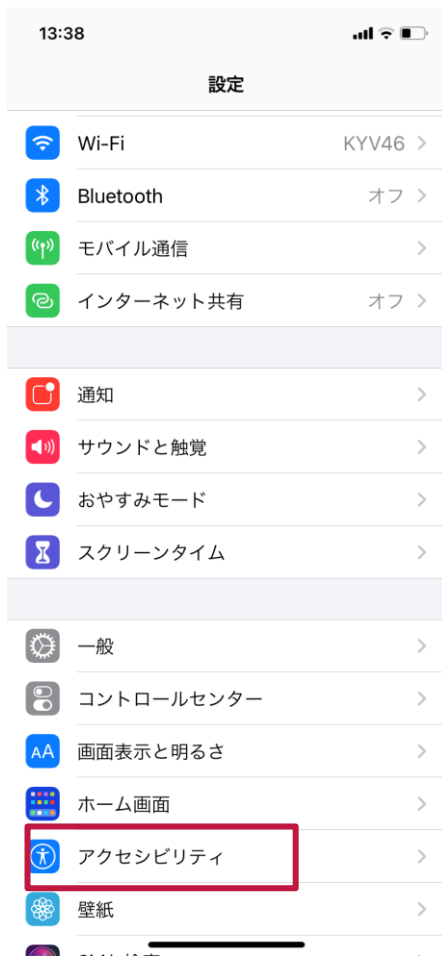 13:38
設定
Wi-Fi KYV46
Bluetooth オフ
モバイル通信
インターネット共有 オフ
通知
サウンドと触覚
おやすみモード
スクリーンタイム
一般
コントロールセンター
AA 画面表示と明るさ
ホーム画面
アクセシビリティ
壁紙